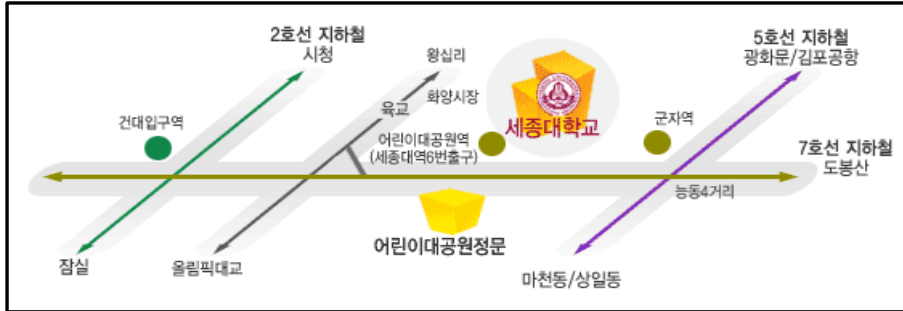 2호선 지하철
시청
왕십리
5호선 지하철
광화문/김포공항
화양시장
육교
세종대학교
건대입구역
어린이대공원역
(세종대역6번출구)
군자역
7호선 지하철
도봉산
능동4거리
어린이대공원정문
잠실
올림픽대교
마천동/상일동